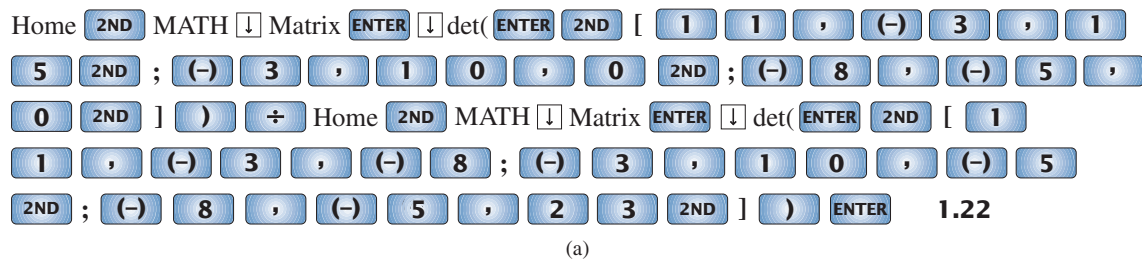 Home 2ND MATH ↓ Matrix ENTER ↓ det( ENTER 2ND [ 1 1 , (–) 3 , 1
5 2ND ; (–) 3 , 1 0 , 0 2ND ; (–) 8 , (–) 5 ,
0 2ND ] ) ÷ Home 2ND MATH ↓ Matrix ENTER ↓ det( ENTER 2ND [ 1
1 , (–) 3 , (–) 8 ; (–) 3 , 1 0 , (–) 5
2ND ; (–) 8 , (–) 5 , 2 3 2ND ] ) ENTER 1.22
(a)